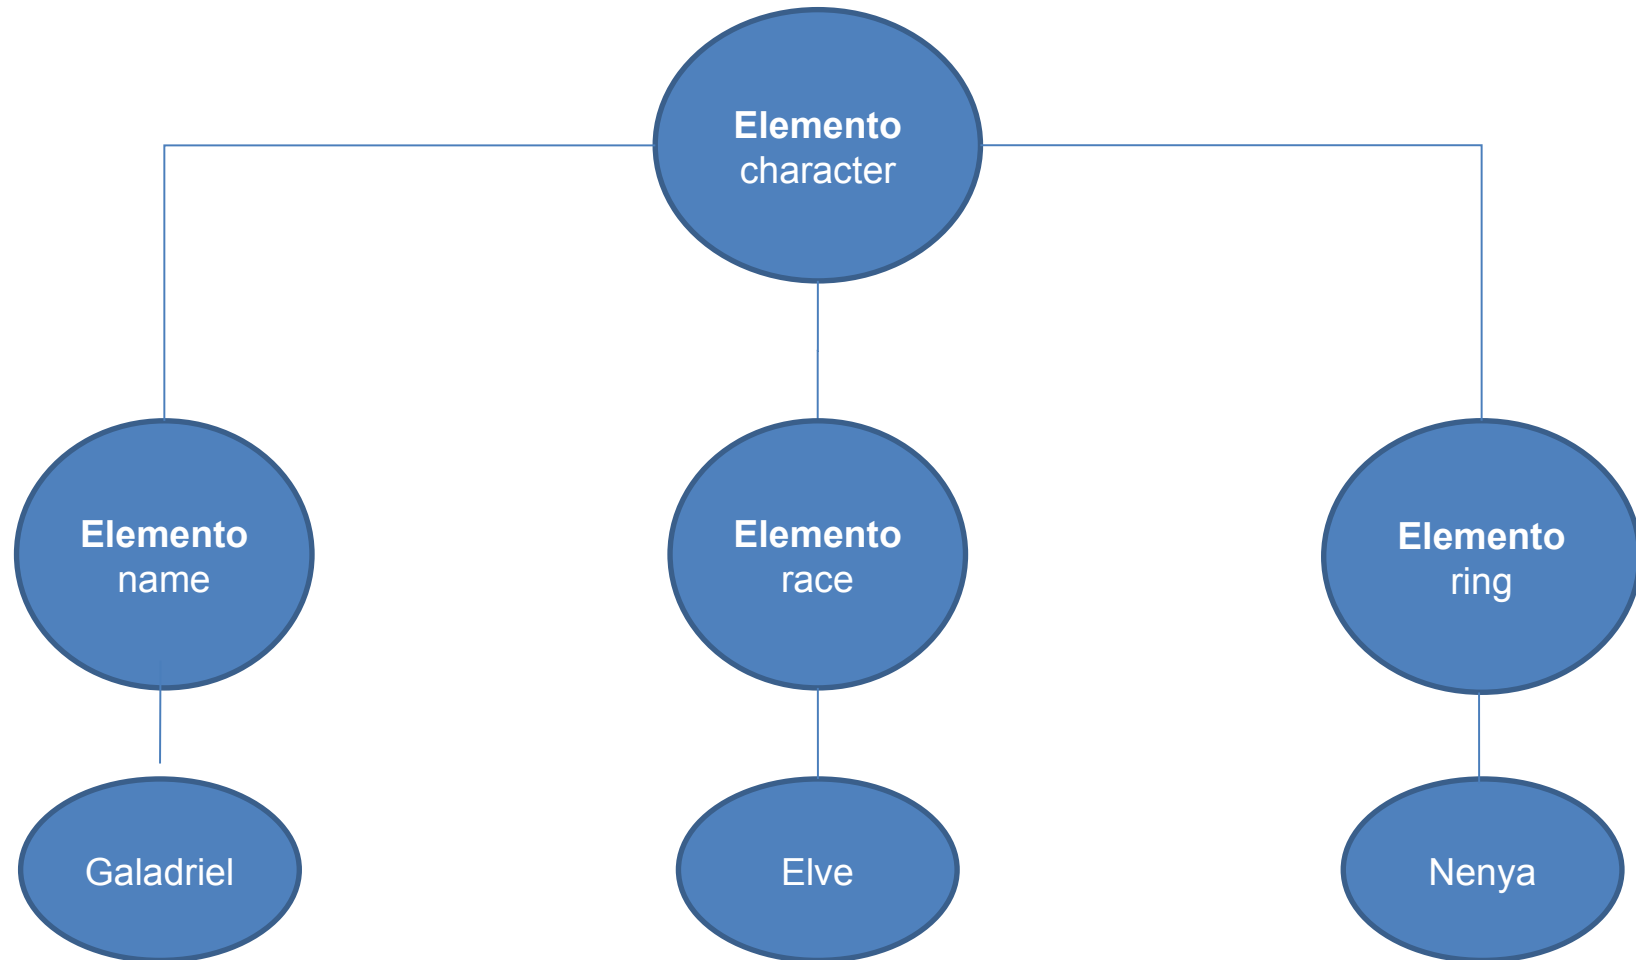 Elemento
character
Elemento
name
Elemento
race
Elemento
ring
Galadriel
Elve
Nenya